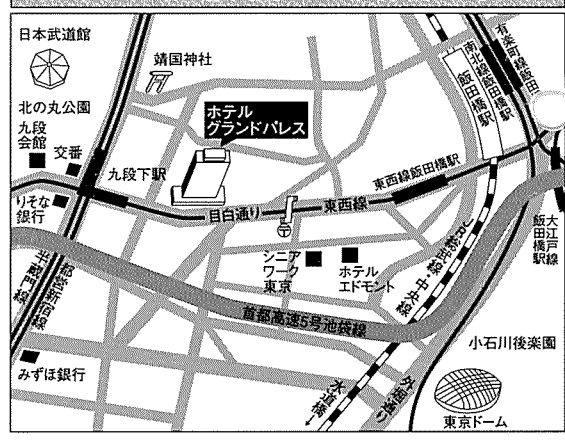 日本武道館
北の丸公園
九段
会館
交番
りそな
銀行
九段下駅
靖国神社
ホテル
グランドパレス
目白通り
東西線
東西線飯田橋駅
飯田橋駅
南北線飯田橋駅
有楽町線飯田橋駅
大江戸線
飯田橋駅
シニア
ワーク
東京
ホテル
エドモント
JR総武線・中央線
首都高速5号池袋線
都営新宿線
半蔵門線
みずほ銀行
水道橋
外堀通り
小石川後楽園
東京ドーム